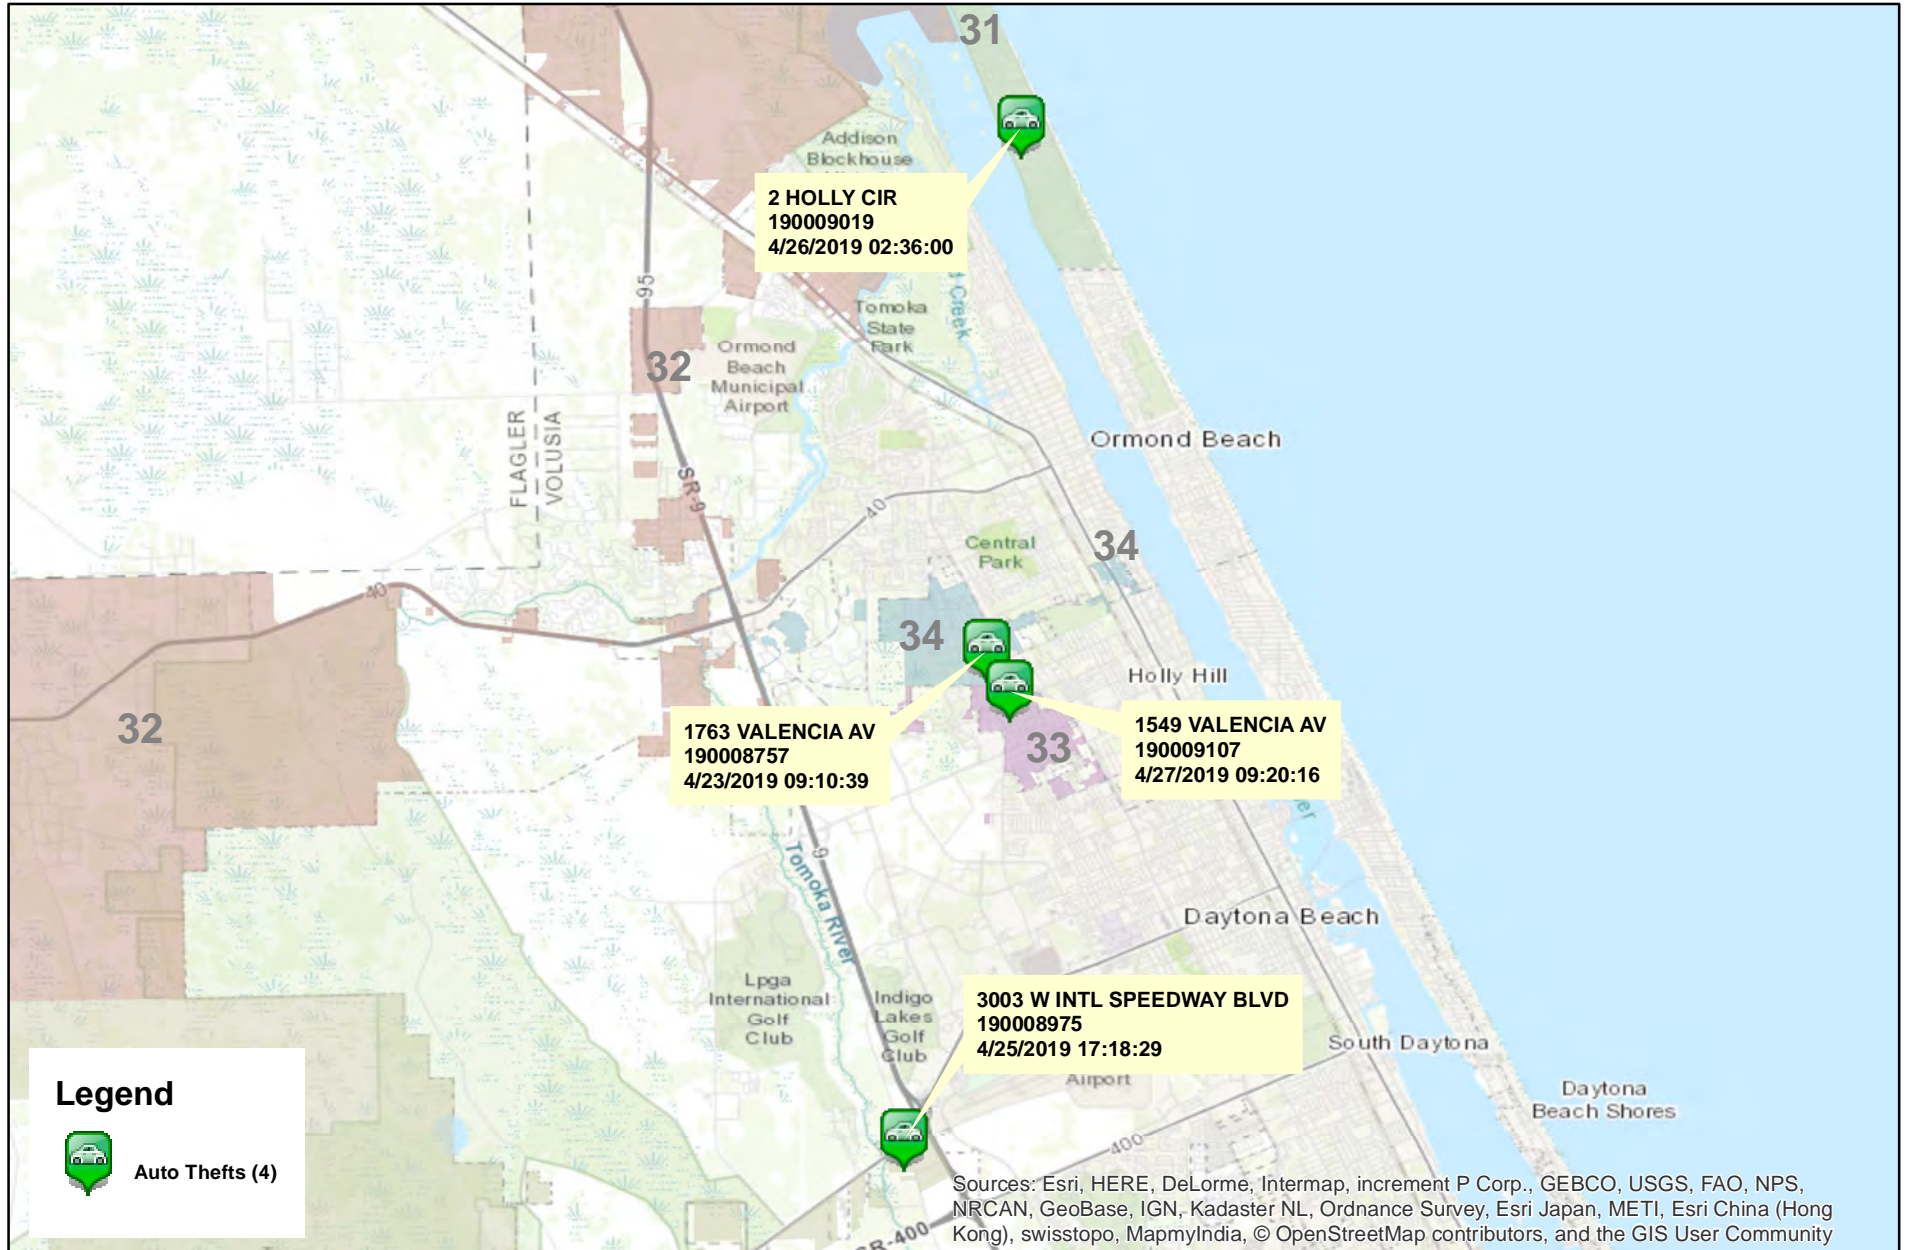 31
Addison
Blockhouse
2 HOLLY CIR
190009019
4/26/2019 02:36:00
Creek
Tomoka
State
Park
95
32
Ormond
Beach
Municipal
Airport
FLAGLER
VOLUSIA
SR-9
Ormond Beach
40
Central
Park
34
40
34
Holly Hill
32
1763 VALENCIA AV
190008757
4/23/2019 09:10:39
1549 VALENCIA AV
190009107
4/27/2019 09:20:16
33
9
Tomoka River
Daytona Beach
Lpga
International
Golf
Club
Indigo
Lakes
Golf
Club
3003 W INTL SPEEDWAY BLVD
190008975
4/25/2019 17:18:29
Airport
South Daytona
Daytona
Beach Shores
400
SR-400
Legend
Auto Thefts (4)
Sources: Esri, HERE, DeLorme, Intermap, increment P Corp., GEBCO, USGS, FAO, NPS,
NRCAN, GeoBase, IGN, Kadaster NL, Ordnance Survey, Esri Japan, METI, Esri China (Hong
Kong), swisstopo, MapmyIndia, © OpenStreetMap contributors, and the GIS User Community